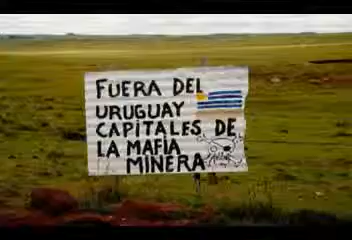 FUERA DEL
URUGUAY
CAPITALES DE
LA MAFIA
MINERA